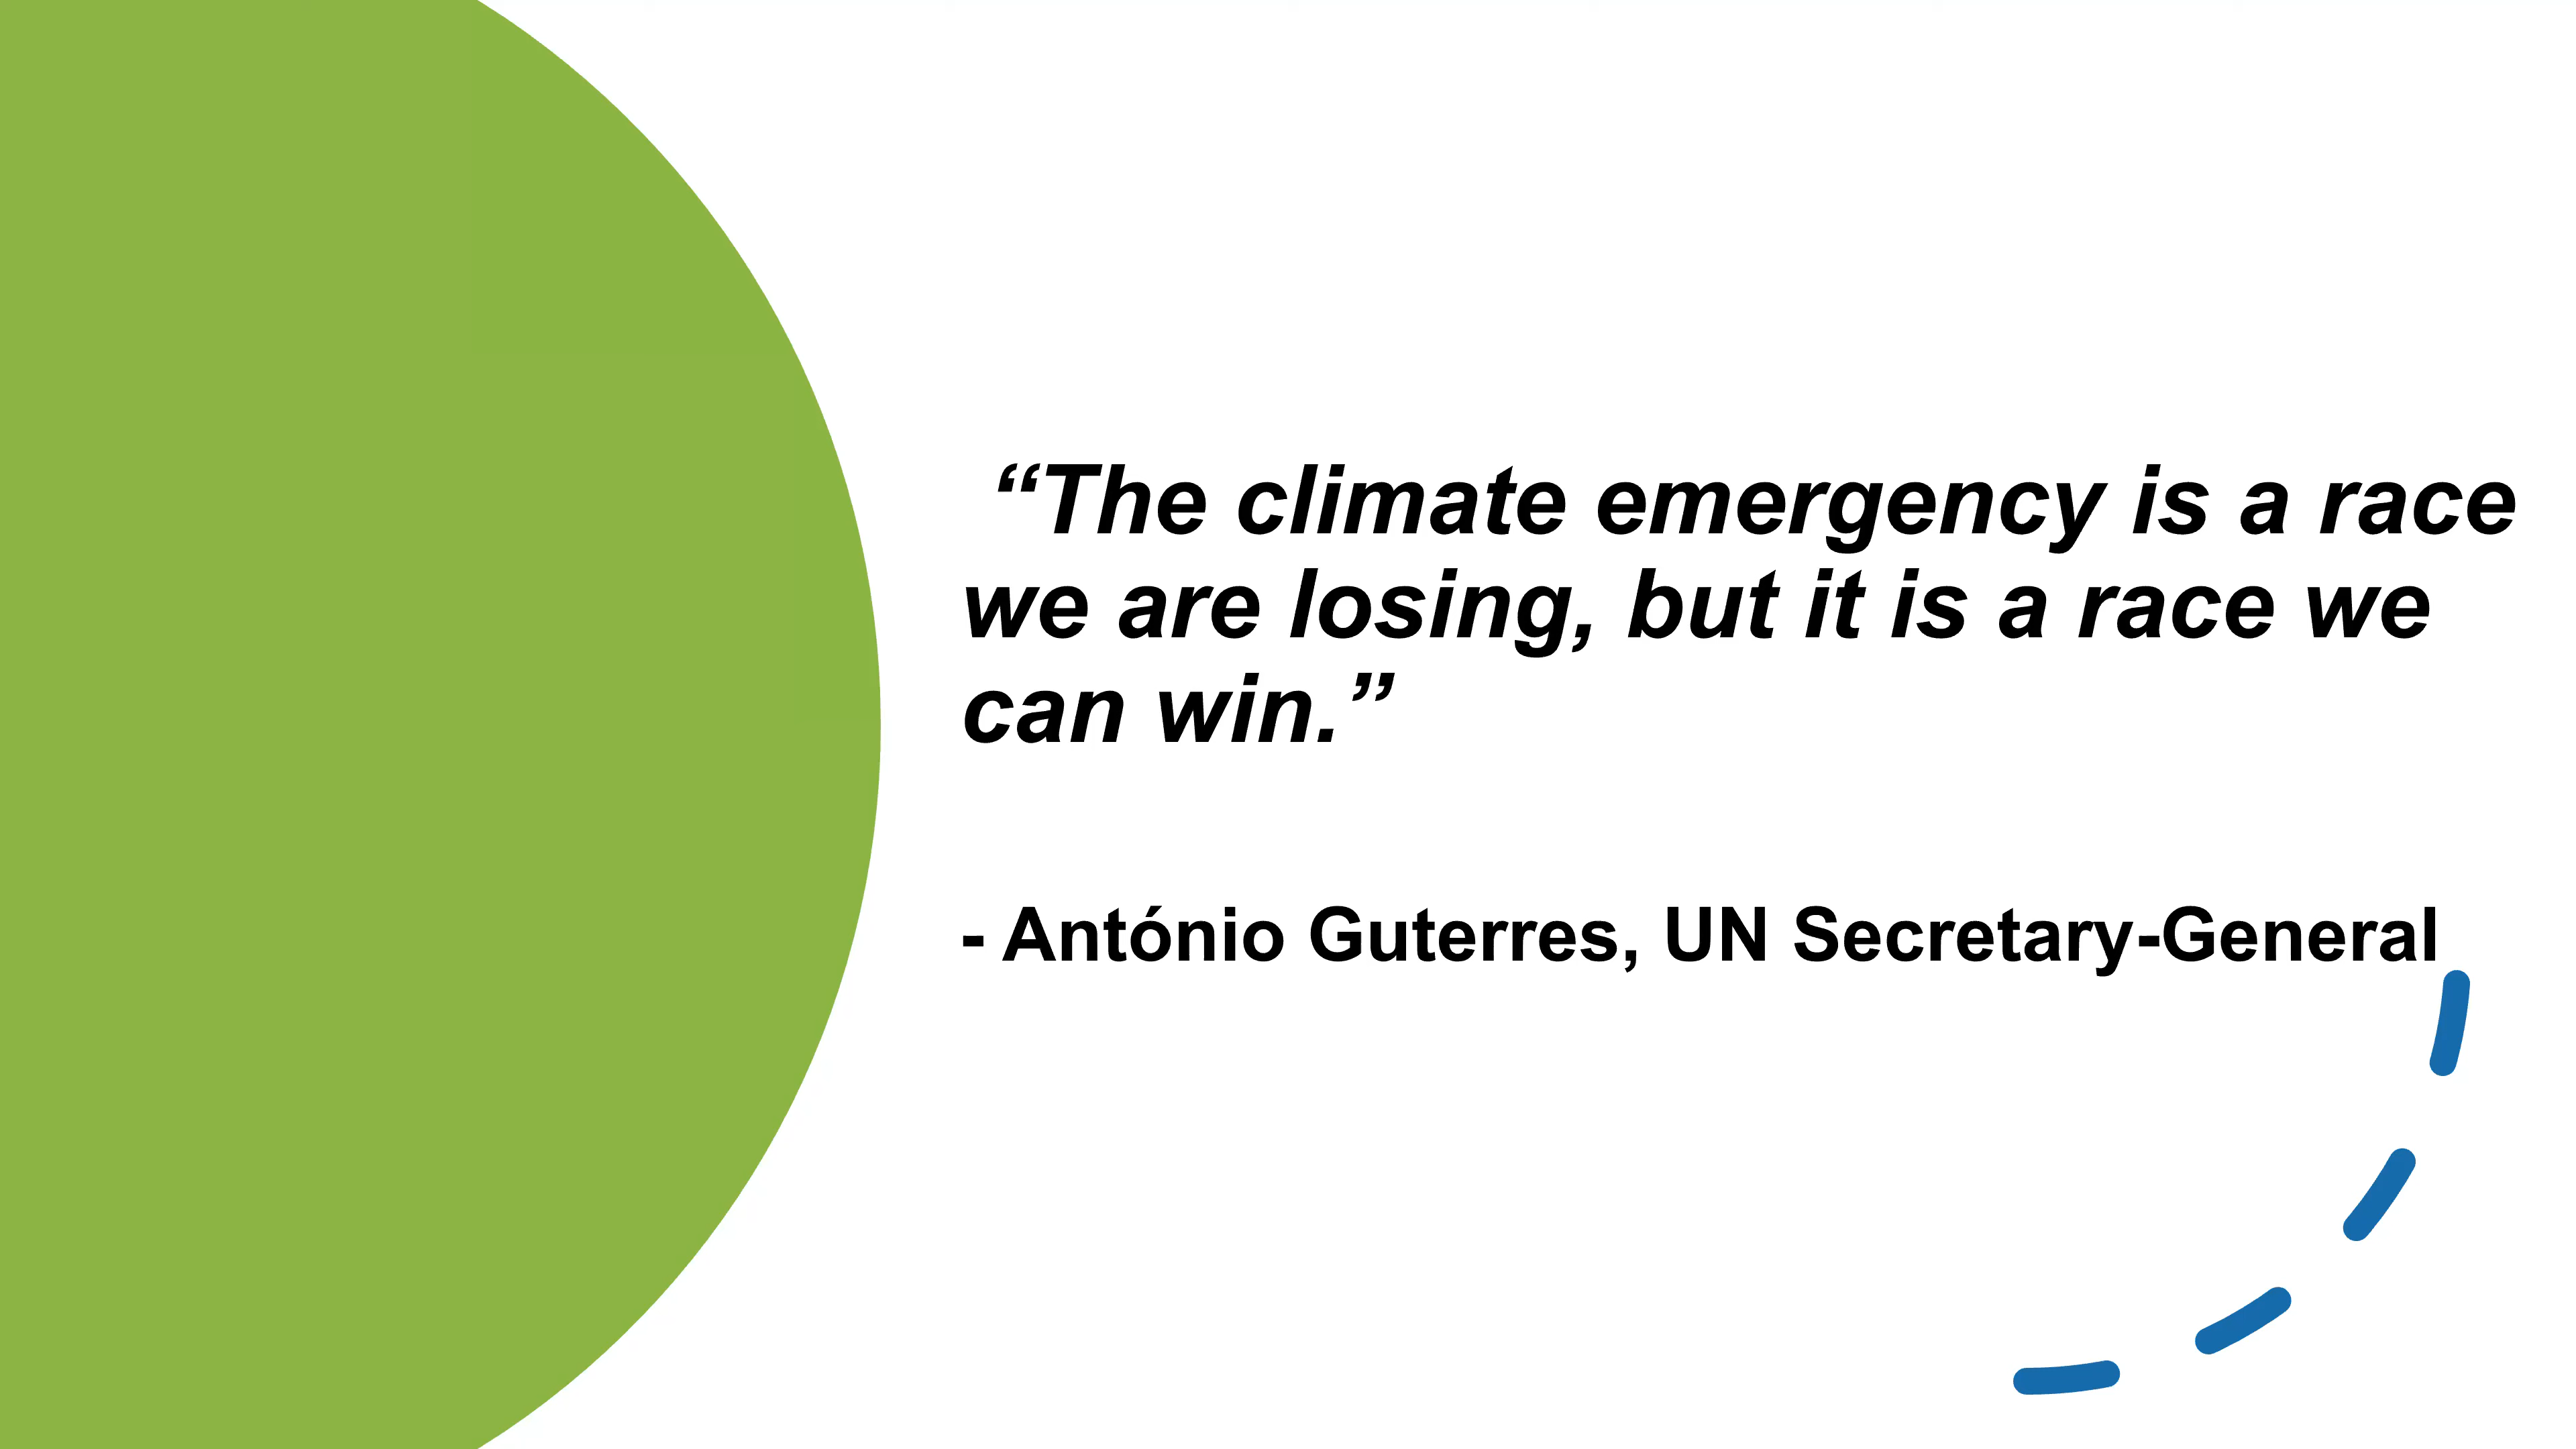 “The climate emergency is a race
we are losing, but it is a race we
can win.”
- António Guterres, UN Secretary-General